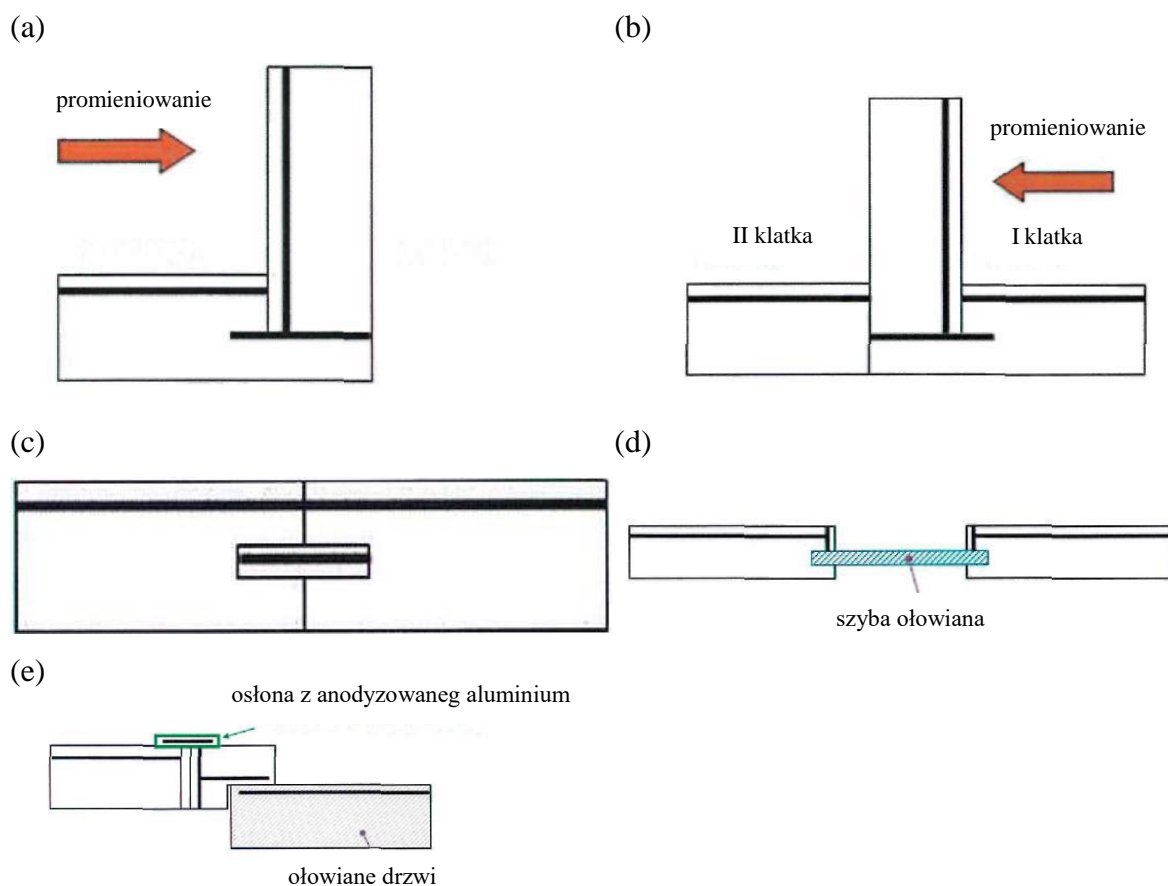 (a)
promieniowanie
(b)
promieniowanie
II klatka
I klatka
(c)
(d)
szyba ołowiana
(e)
osłona z anodyzowaneg aluminium
ołowiane drzwi